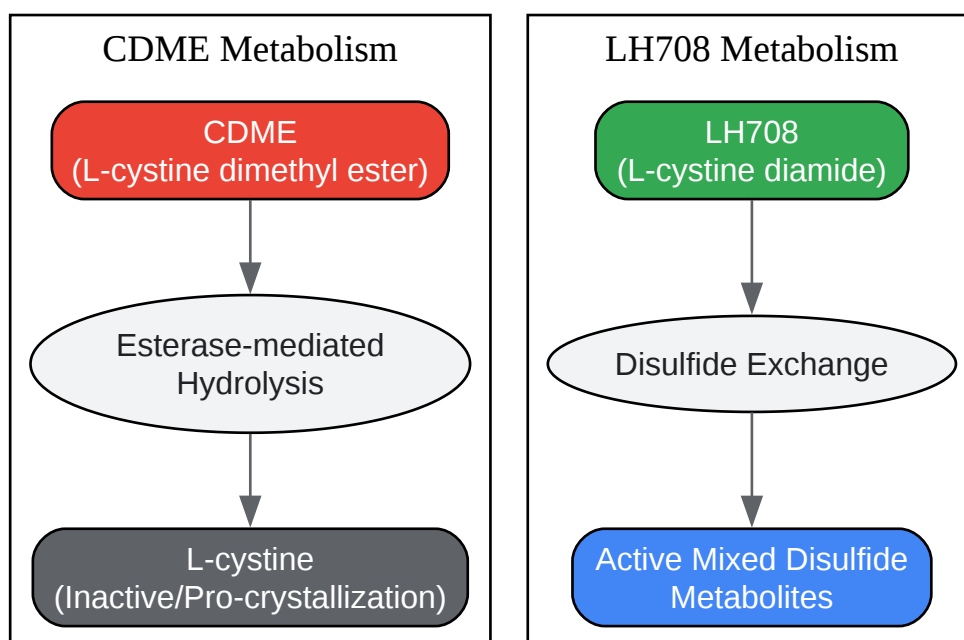 CDME Metabolism
CDME
(L-cystine dimethyl ester)
Esterase-mediated
Hydrolysis
L-cystine
(Inactive/Pro-crystallization)
LH708 Metabolism
LH708
(L-cystine diamide)
Disulfide Exchange
Active Mixed Disulfide
Metabolites